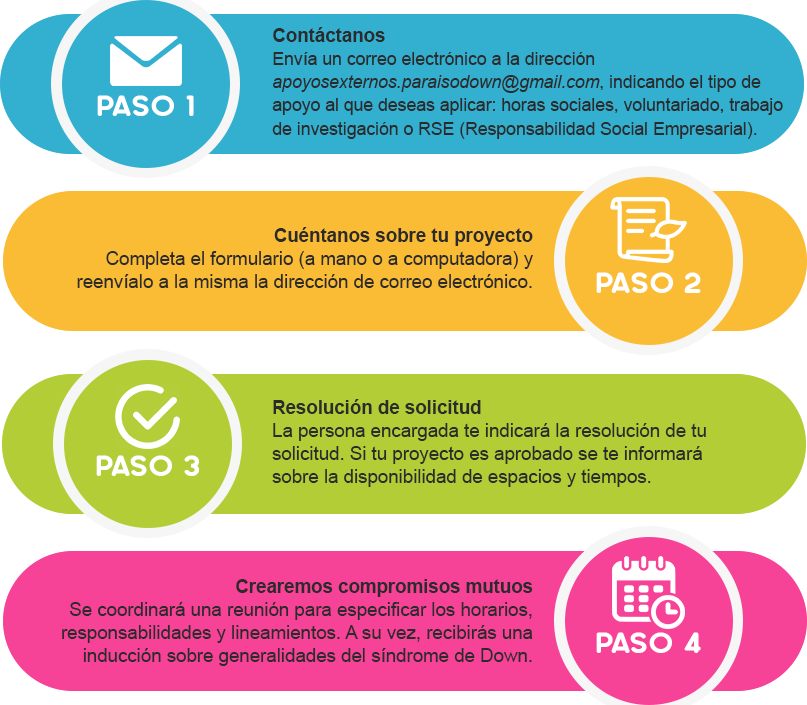 Contáctanos
Envía un correo electrónico a la dirección
apoyosexternos.paraisodown@gmail.com, indicando el tipo de
apoyo al que deseas aplicar: horas sociales, voluntariado, trabajo
de investigación o RSE (Responsabilidad Social Empresarial).
PASO 1
Cuéntanos sobre tu proyecto
Completa el formulario (a mano o a computadora) y
reenvíalo a la misma la dirección de correo electrónico.
PASO 2
Resolución de solicitud
La persona encargada te indicará la resolución de tu
solicitud. Si tu proyecto es aprobado se te informará
sobre la disponibilidad de espacios y tiempos.
PASO 3
Crearemos compromisos mutuos
Se coordinará una reunión para especificar los horarios,
responsabilidades y lineamientos. A su vez, recibirás una
inducción sobre generalidades del síndrome de Down.
PASO 4